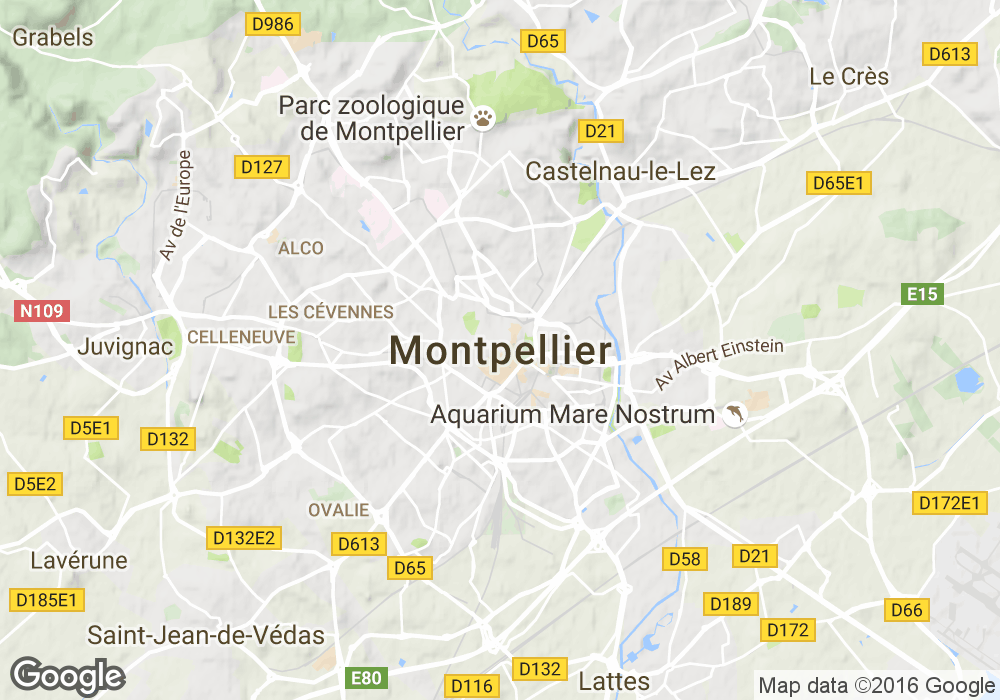 D986
Grabels
D65
D613
Le Crès
Parc zoologique
de Montpellier
D21
D127
Castelnau-le-Lez
D65E1
Av de l'Europe
ALCO
E15
N109
LES CÉVENNES
CELLENEUVE
Juvignac
Montpellier
Av Albert Einstein
Aquarium Mare Nostrum
D5E1
D132
D5E2
D172E1
OVALIE
D132E2
D613
D65
D58
D21
Lavérune
D185E1
D189
D66
D172
Saint-Jean-de-Védas
Google
E80
D116
D132
Lattes
Map data ©2016 Google